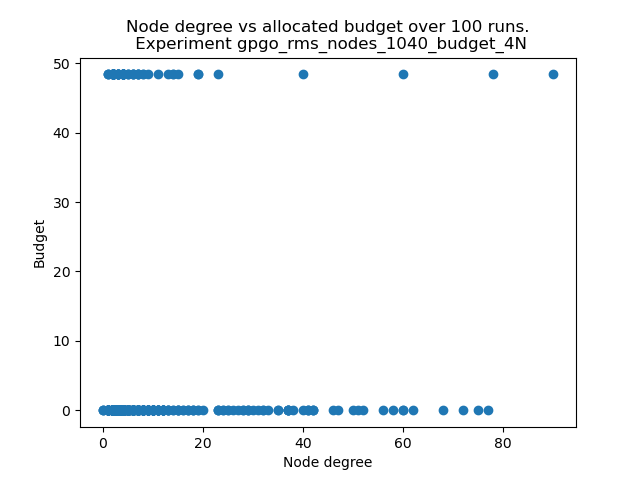 Node degree vs allocated budget over 100 runs.
Experiment gpgo_rms_nodes_1040_budget_4N
50
40
30
20
10
0
Budget
0 20 40 60 80
Node degree